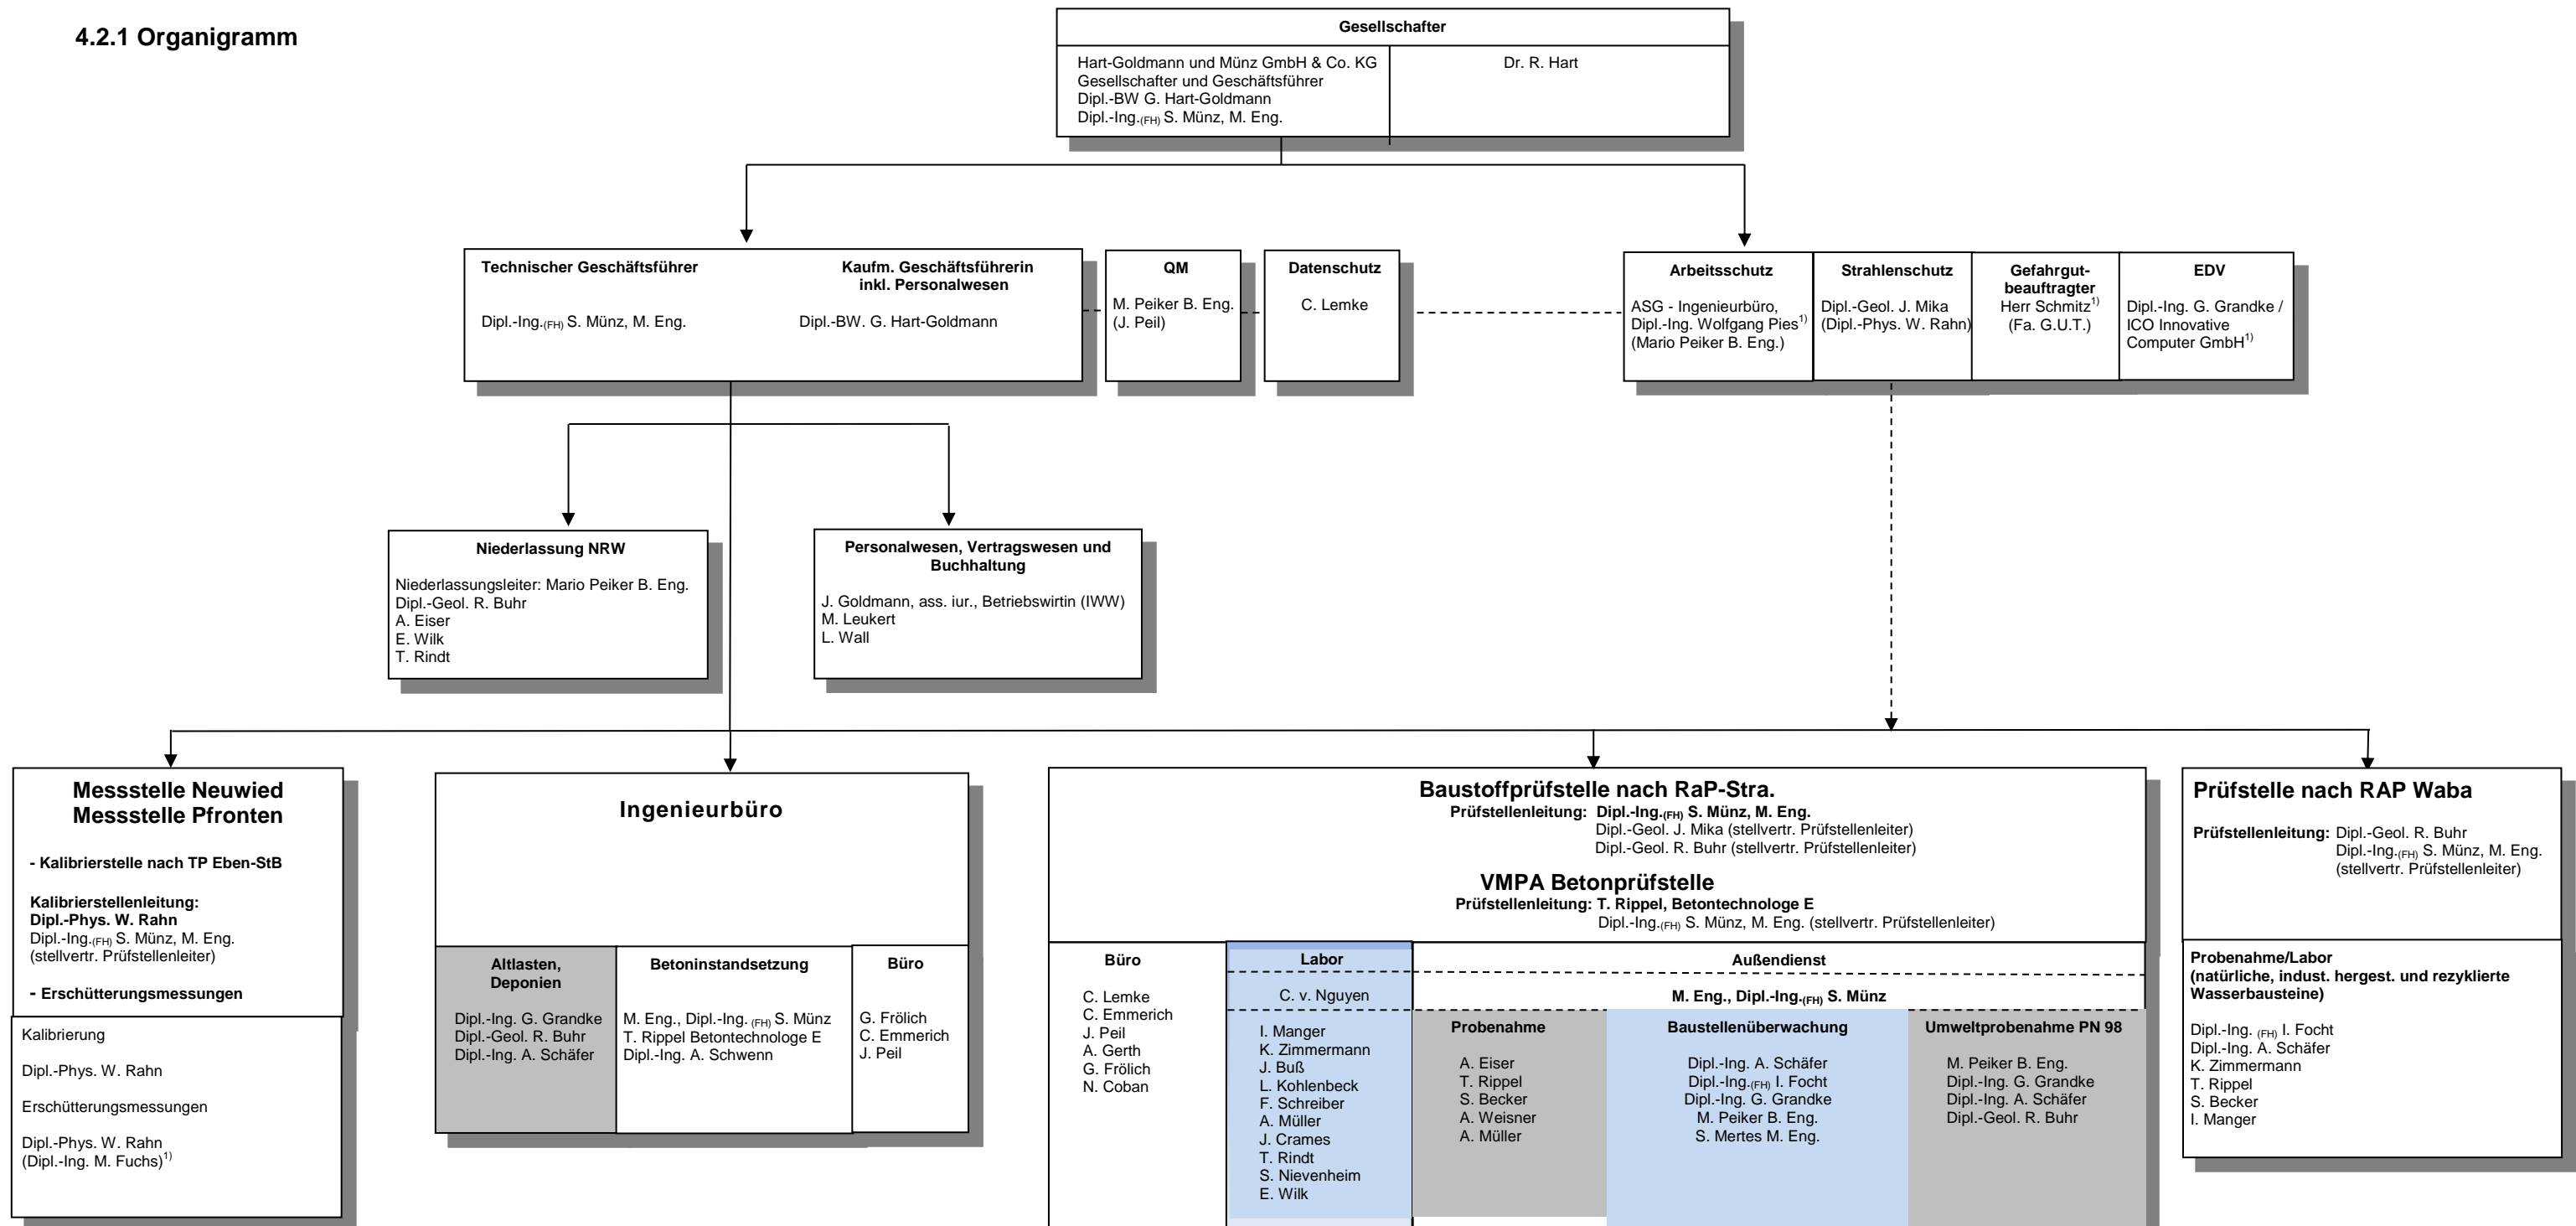 4.2.1 Organigramm
Gesellschafter
Hart-Goldmann und Münz GmbH & Co. KG
Gesellschafter und Geschäftsführer
Dipl.-BW G. Hart-Goldmann
Dipl.-Ing.(FH) S. Münz, M. Eng.
Dr. R. Hart
Technischer Geschäftsführer
Dipl.-Ing.(FH) S. Münz, M. Eng.
Kaufm. Geschäftsführerin
inkl. Personalwesen
Dipl.-BW. G. Hart-Goldmann
QM
M. Peiker B. Eng.
(J. Peil)
Datenschutz
C. Lemke
Arbeitsschutz
ASG - Ingenieurbüro,
Dipl.-Ing. Wolfgang Pies1)
(Mario Peiker B. Eng.)
Strahlenschutz
Dipl.-Geol. J. Mika
(Dipl.-Phys. W. Rahn)
Gefahrgut-
beauftragter
Herr Schmitz1)
(Fa. G.U.T.)
EDV
Dipl.-Ing. G. Grandke /
ICO Innovative
Computer GmbH1)
Niederlassung NRW
Niederlassungsleiter: Mario Peiker B. Eng.
Dipl.-Geol. R. Buhr
A. Eiser
E. Wilk
T. Rindt
Personalwesen, Vertragswesen und
Buchhaltung
J. Goldmann, ass. iur., Betriebswirtin (IWW)
M. Leukert
L. Wall
Messstelle Neuwied
Messstelle Pfronten
- Kalibrierstelle nach TP Eben-StB
Kalibrierstellenleitung:
Dipl.-Phys. W. Rahn
Dipl.-Ing.(FH) S. Münz, M. Eng.
(stellvertr. Prüfstellenleiter)
- Erschütterungsmessungen
Kalibrierung
Dipl.-Phys. W. Rahn
Erschütterungsmessungen
Dipl.-Phys. W. Rahn
(Dipl.-Ing. M. Fuchs)1)
Ingenieurbüro
Altlasten,
Deponien
Dipl.-Ing. G. Grandke
Dipl.-Geol. R. Buhr
Dipl.-Ing. A. Schäfer
Betoninstandsetzung
M. Eng., Dipl.-Ing. (FH) S. Münz
T. Rippel Betontechnologe E
Dipl.-Ing. A. Schwenn
Büro
G. Frölich
C. Emmerich
J. Peil
Baustoffprüfstelle nach RaP-Stra.
Prüfstellenleitung: Dipl.-Ing.(FH) S. Münz, M. Eng.
Dipl.-Geol. J. Mika (stellvertr. Prüfstellenleiter)
Dipl.-Geol. R. Buhr (stellvertr. Prüfstellenleiter)
VMPA Betonprüfstelle
Prüfstellenleitung: T. Rippel, Betontechnologe E
Dipl.-Ing.(FH) S. Münz, M. Eng. (stellvertr. Prüfstellenleiter)
Büro
C. Lemke
C. Emmerich
J. Peil
A. Gerth
G. Frölich
N. Coban
Labor
C. v. Nguyen
I. Manger
K. Zimmermann
J. Buß
L. Kohlenbeck
F. Schreiber
A. Müller
J. Crames
T. Rindt
S. Nievenheim
E. Wilk
Außendienst
M. Eng., Dipl.-Ing.(FH) S. Münz
Probenahme
A. Eiser
T. Rippel
S. Becker
A. Weisner
A. Müller
Baustellenüberwachung
Dipl.-Ing. A. Schäfer
Dipl.-Ing.(FH) I. Focht
Dipl.-Ing. G. Grandke
M. Peiker B. Eng.
S. Mertes M. Eng.
Umweltprobenahme PN 98
M. Peiker B. Eng.
Dipl.-Ing. G. Grandke
Dipl.-Ing. A. Schäfer
Dipl.-Geol. R. Buhr
Prüfstelle nach RAP Waba
Prüfstellenleitung: Dipl.-Geol. R. Buhr
Dipl.-Ing.(FH) S. Münz, M. Eng.
(stellvertr. Prüfstellenleiter)
Probenahme/Labor
(natürliche, indust. hergest. und rezyklierte
Wasserbausteine)
Dipl.-Ing. (FH) I. Focht
Dipl.-Ing. A. Schäfer
K. Zimmermann
T. Rippel
S. Becker
I. Manger